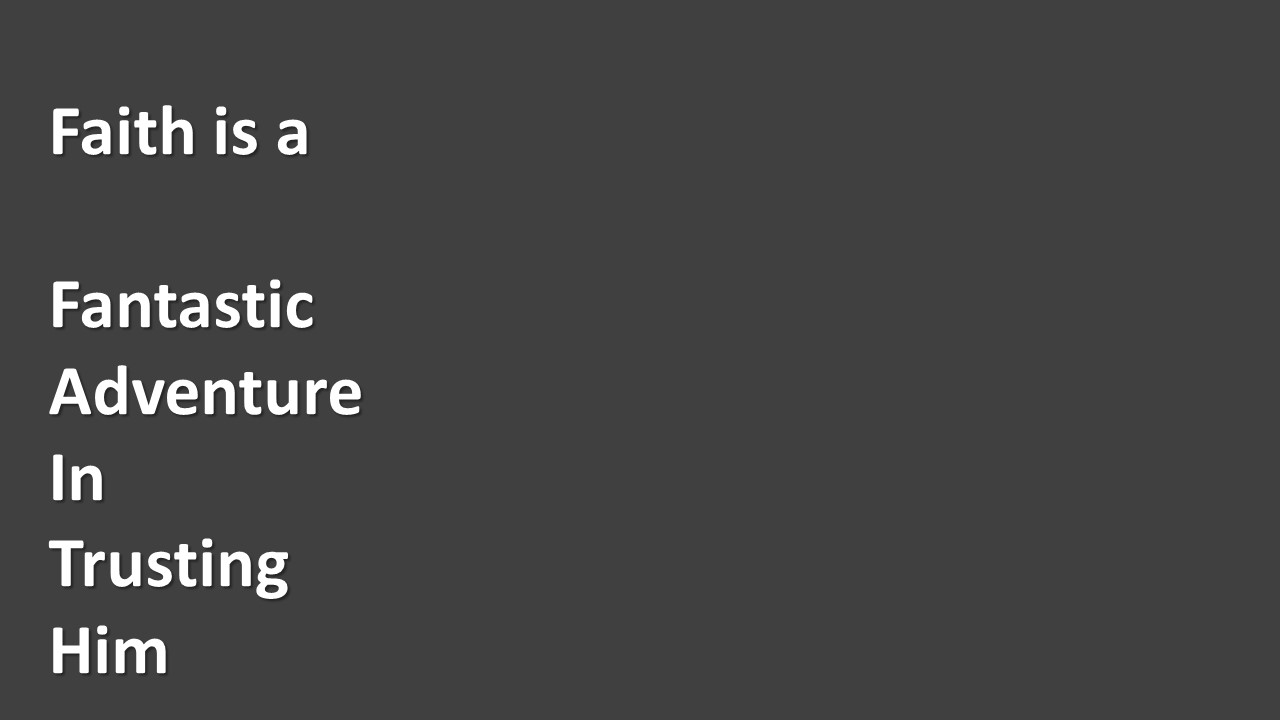 Faith is a
Fantastic
Adventure
In
Trusting
Him